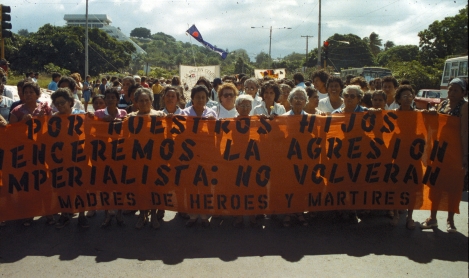 POR NUESTROS HIJOS
VENCEREMOS LA AGRESION
IMPERIALISTA: NO VOLVERAN
MADRES DE HEROES Y MARTIRES